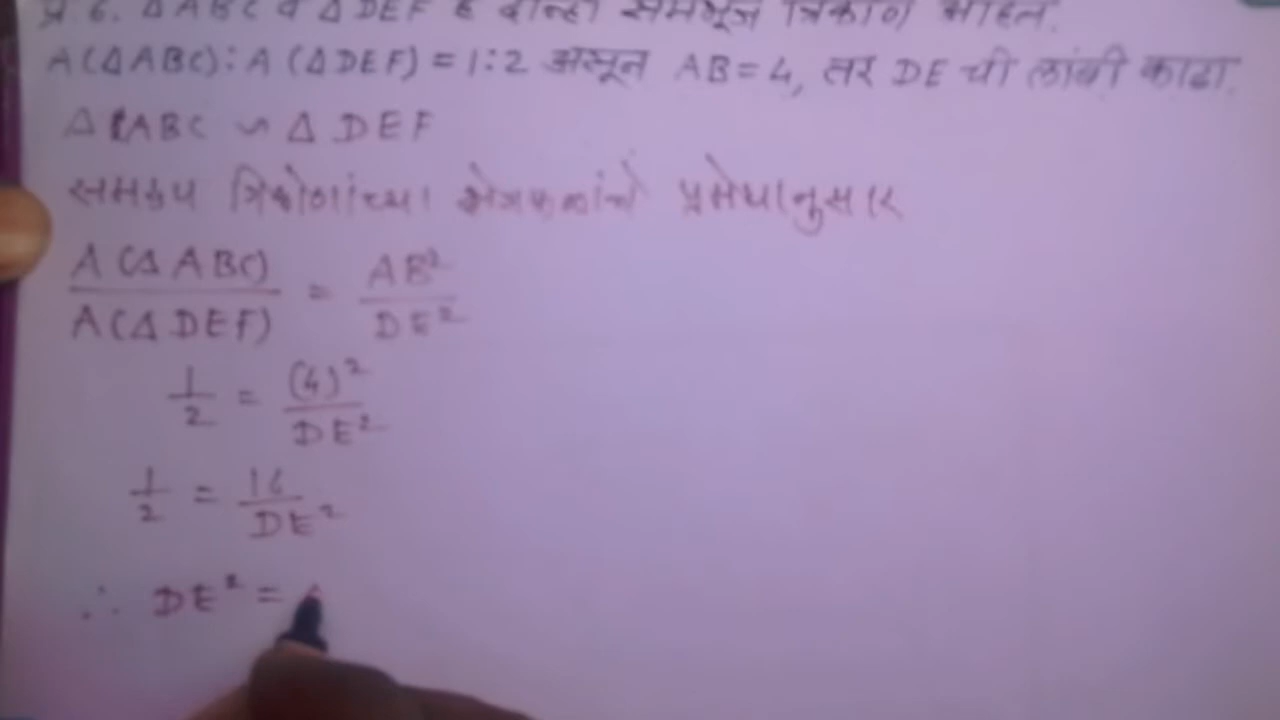 प्र 6. △ABC व △DEF हे दोन्ही समभूज त्रिकोण आहेत.
A(△ABC):A(△DEF)=1:2 असून AB=4, तर DE ची लांबी काढा.
△ABC ∽ △DEF
समरूप त्रिकोणांच्या क्षेत्रफळांचे प्रमेयानुसार
A(△ABC)/A(△DEF) = AB²/DE²
1/2 = (4)²/DE²
1/2 = 16/DE²
∴ DE² =